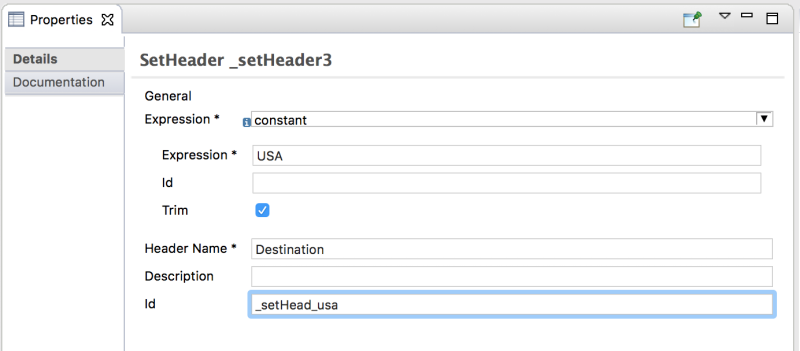 Properties
Details
Documentation
SetHeader _setHeader3
General
Expression * constant
Expression * USA
Id
Trim
Header Name * Destination
Description
Id _setHead_usa